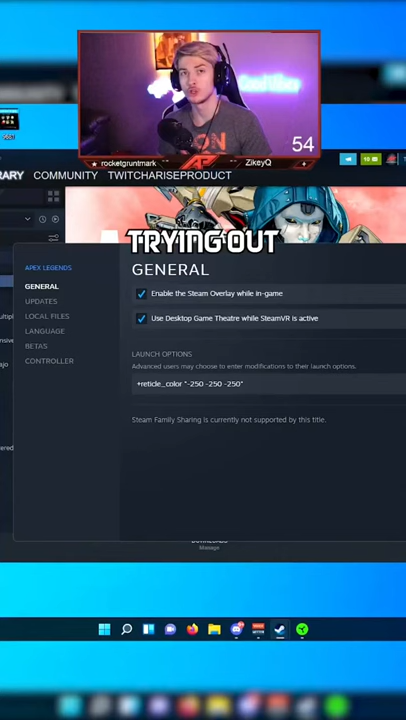 54
rocketgruntmark
ZikeyQ
RARY COMMUNITY TWITCHARISEPRODUCT
10
TRYING OUT
APEX LEGENDS
GENERAL
UPDATES
LOCAL FILES
LANGUAGE
BETAS
CONTROLLER
GENERAL
Enable the Steam Overlay while in-game
Use Desktop Game Theatre while SteamVR is active
LAUNCH OPTIONS
Advanced users may choose to enter modifications to their launch options.
+reticle_color "-250 -250 -250"
Steam Family Sharing is currently not supported by this title.
Manage